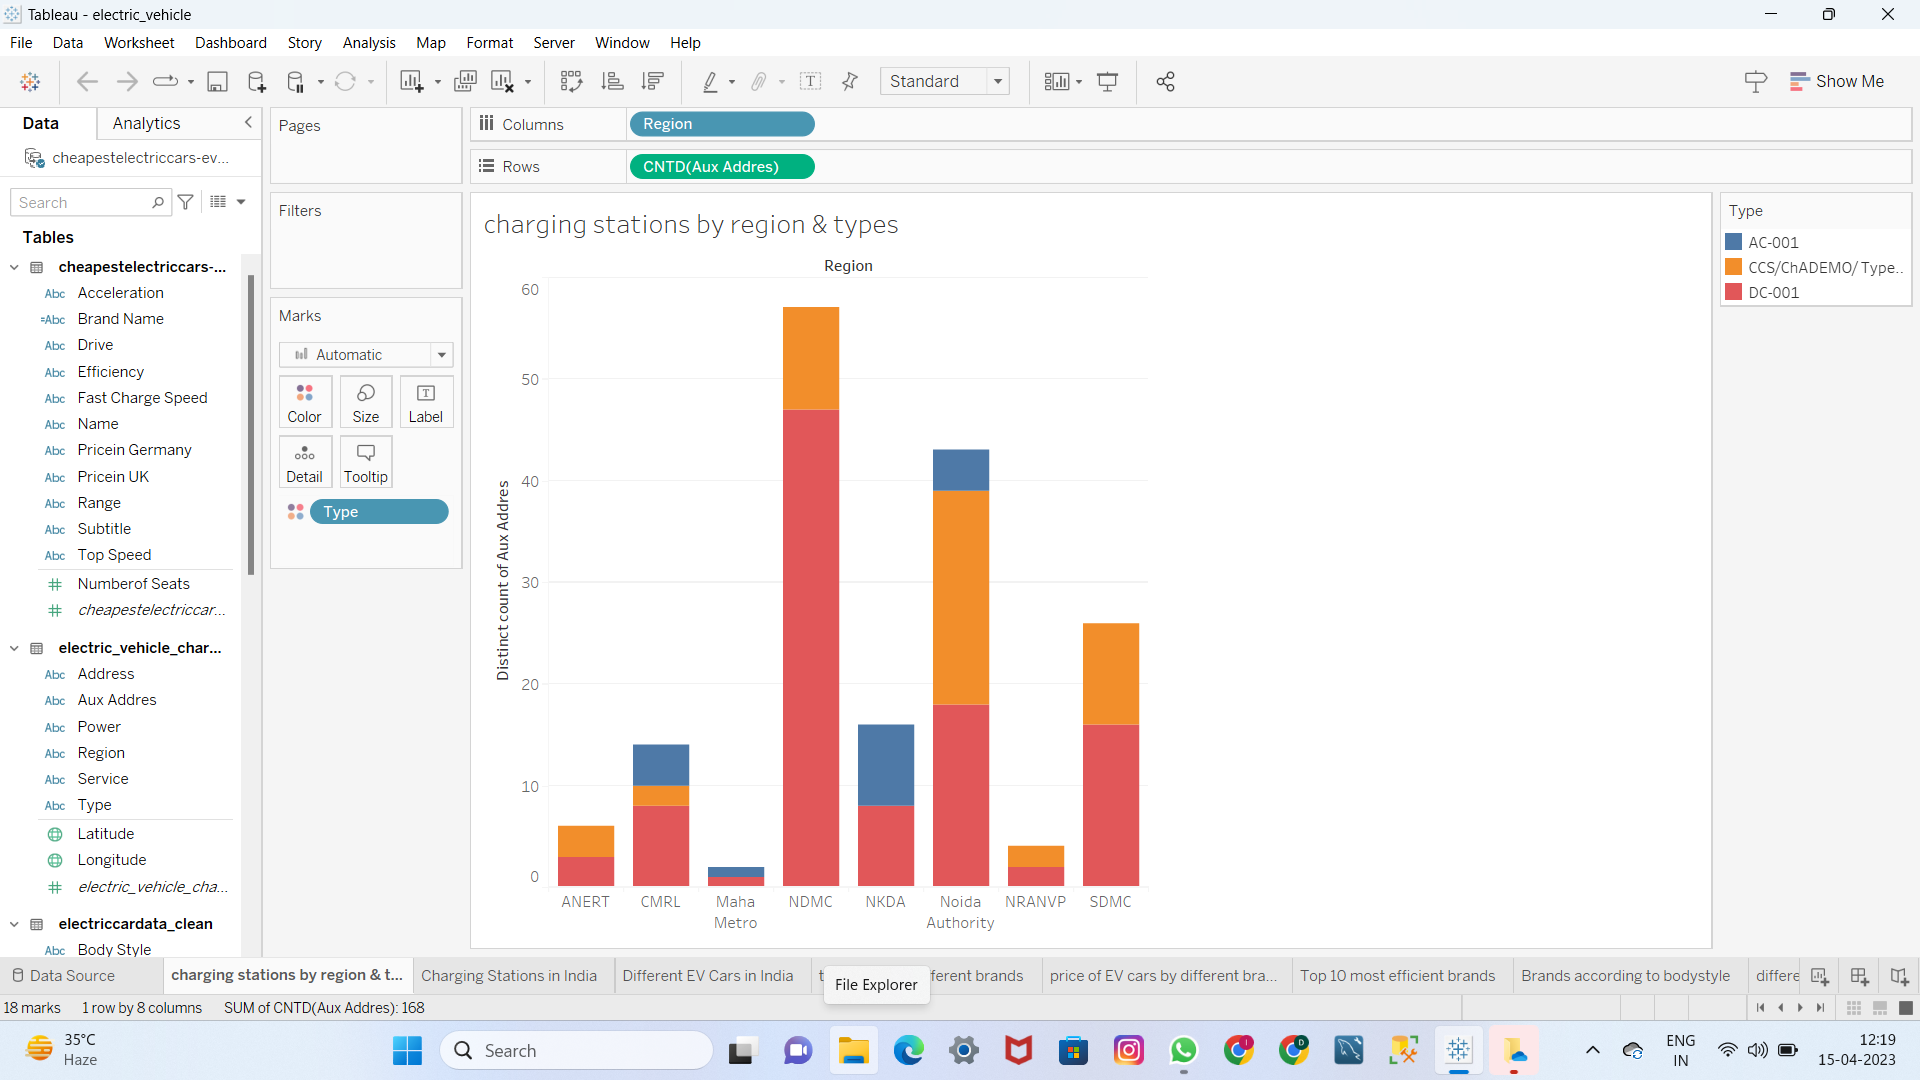 Tableau - electric_vehicle
File Data Worksheet Dashboard Story Analysis Map Format Server Window Help
Standard
Show Me
Data Analytics
cheapestelectriccars-ev...
Search
Tables
cheapestelectriccars-...
Abc Acceleration
=Abc Brand Name
Abc Drive
Abc Efficiency
Abc Fast Charge Speed
Abc Name
Abc Pricein Germany
Abc Pricein UK
Abc Range
Abc Subtitle
Abc Top Speed
Numberof Seats
cheapestelectriccar...
electric_vehicle_char...
Abc Address
Abc Aux Addres
Abc Power
Abc Region
Abc Service
Abc Type
Latitude
Longitude
electric_vehicle_cha...
electriccardata_clean
Abc Body Style
Pages
Filters
Marks
Automatic
Color Size Label
Detail Tooltip
Type
Columns Region
Rows CNTD(Aux Addres)
charging stations by region & types
Region
Distinct count of Aux Addres
60
50
40
30
20
10
0
ANERT CMRL Maha Metro NDMC NKDA Noida Authority NRANVP SDMC
Type
AC-001
CCS/ChADEMO/ Type..
DC-001
Data Source charging stations by region & t... Charging Stations in India Different EV Cars in India t ferent brands price of EV cars by different bra... Top 10 most efficient brands Brands according to bodystyle differe
File Explorer
18 marks 1 row by 8 columns SUM of CNTD(Aux Addres): 168
35°C
Haze
Search
ENG
IN
12:19
15-04-2023